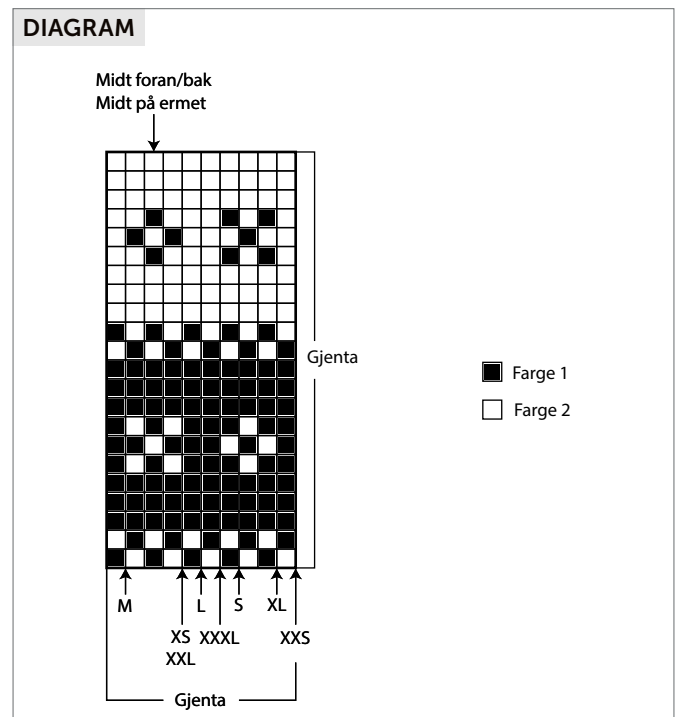 DIAGRAM
Midt foran/bak
Midt på ermet
Gjenta
Farge 1
Farge 2
M
L
S
XL
XS
XXXL
XXS
XXL
Gjenta